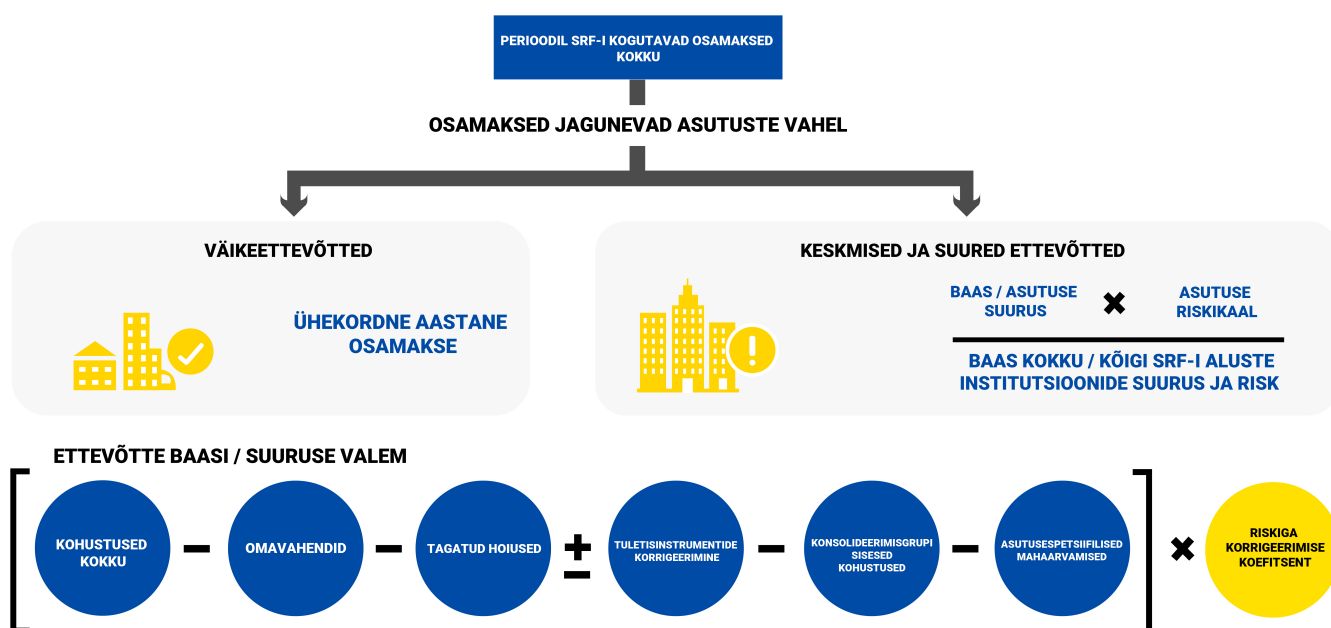 PERIOODIL SRF-I KOGUTAVAD OSAMAKSED
KOKKU
OSAMAKSED JAGUNEVAD ASUTUSTE VAHEL
VÄIKEETTEVÕTTED
ÜHEKORDNE AASTANE
OSAMAKSE
KESKMISED JA SUURED ETTEVÕTTED
BAAS / ASUTUSE
SUURUS
ASUTUSE
RISKIKAAL
BAAS KOKKU / KÕIGI SRF-I ALUSTE
INSTITUTSIOONIDE SUURUS JA RISK
ETTEVÕTTE BAASI / SUURUSE VALEM
KOHUSTUSED
KOKKU
OMAVAHENDID
TAGATUD HOIUSED
TULETISINSTRUMENTIDE
KORRIGEERIMINE
KONSOLIDEERIMISGRUPI
SISESED
KOHUSTUSED
ASUTUSESPETSIIFILISED
MAHAARVAMISED
RISKIGA
KORRIGEERIMISE
KOEFITSENT